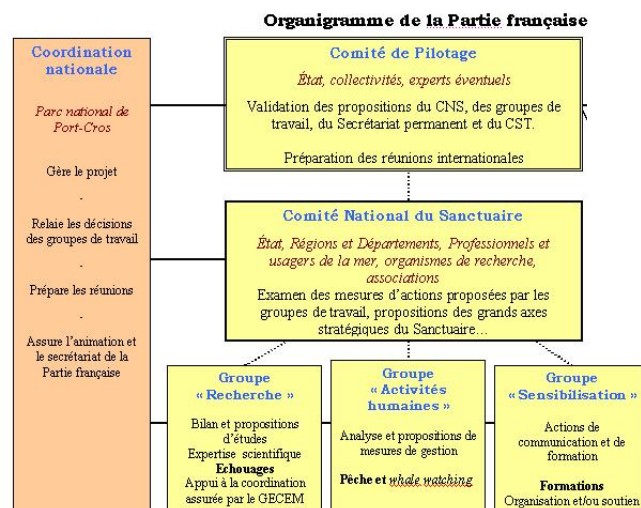 Organigramme de la Partie française
Coordination
nationale
Parc national de
Port-Cros
Gère le projet
-
Relaie les décisions
des groupes de travail
-
Prépare les réunions
-
Assure l'animation et
le secrétariat de la
Partie française
Comité de Pilotage
État, collectivités, experts éventuels
Validation des propositions du CNS, des groupes de
travail, du Secrétariat permanent et du CST.
Préparation des réunions internationales
Comité National du Sanctuaire
État, Régions et Départements, Professionnels et
usagers de la mer, organismes de recherche,
associations
Examen des mesures d'actions proposées par les
groupes de travail, propositions des grands axes
stratégiques du Sanctuaire…
Groupe
« Recherche »
Bilan et propositions
d'études
Expertise scientifique
Echouages
Appui à la coordination
assurée par le GECEM
Groupe
« Activités
humaines »
Analyse et propositions de
mesures de gestion
Pêche et whale watching
Groupe
« Sensibilisation »
Actions de
communication et de
formation
Formations
Organisation et/ou soutien